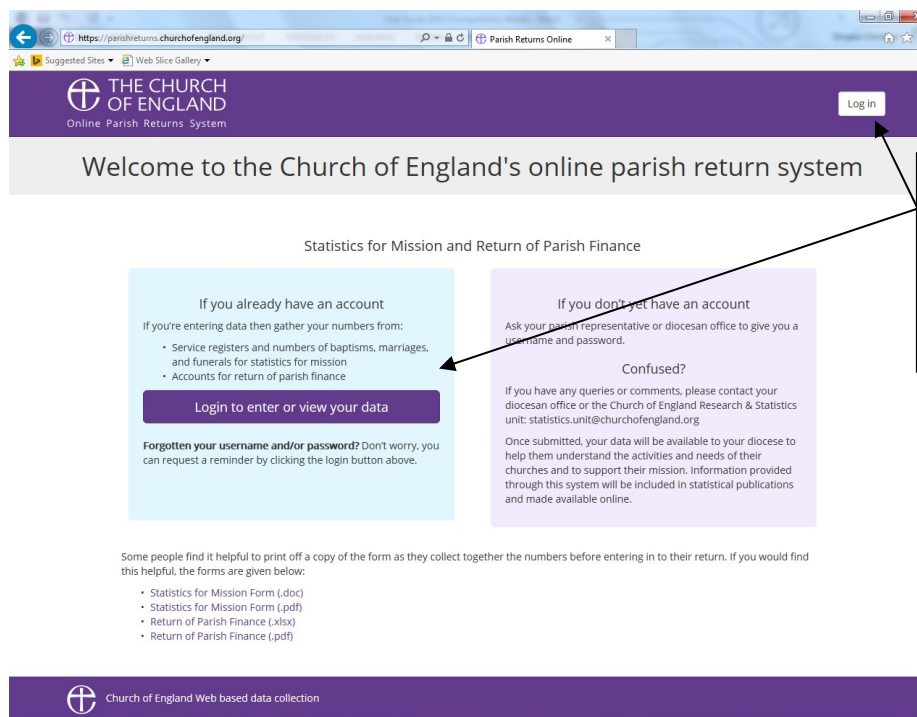 https://parishreturns.churchofengland.org/
Parish Returns Online
Suggested Sites
Web Slice Gallery
THE CHURCH
OF ENGLAND
Online Parish Returns System
Log in
Welcome to the Church of England's online parish return system
Statistics for Mission and Return of Parish Finance
If you already have an account
If you're entering data then gather your numbers from:
• Service registers and numbers of baptisms, marriages,
and funerals for statistics for mission
• Accounts for return of parish finance
Login to enter or view your data
Forgotten your username and/or password? Don't worry, you
can request a reminder by clicking the login button above.
If you don't yet have an account
Ask your parish representative or diocesan office to give you a
username and password.
Confused?
If you have any queries or comments, please contact your
diocesan office or the Church of England Research & Statistics
unit: statistics.unit@churchofengland.org
Once submitted, your data will be available to your diocese to
help them understand the activities and needs of their
churches and to support their mission. Information provided
through this system will be included in statistical publications
and made available online.
Some people find it helpful to print off a copy of the form as they collect together the numbers before entering in to their return. If you would find
this helpful, the forms are given below:
• Statistics for Mission Form (.doc)
• Statistics for Mission Form (.pdf)
• Return of Parish Finance (.xlsx)
• Return of Parish Finance (.pdf)
Church of England Web based data collection